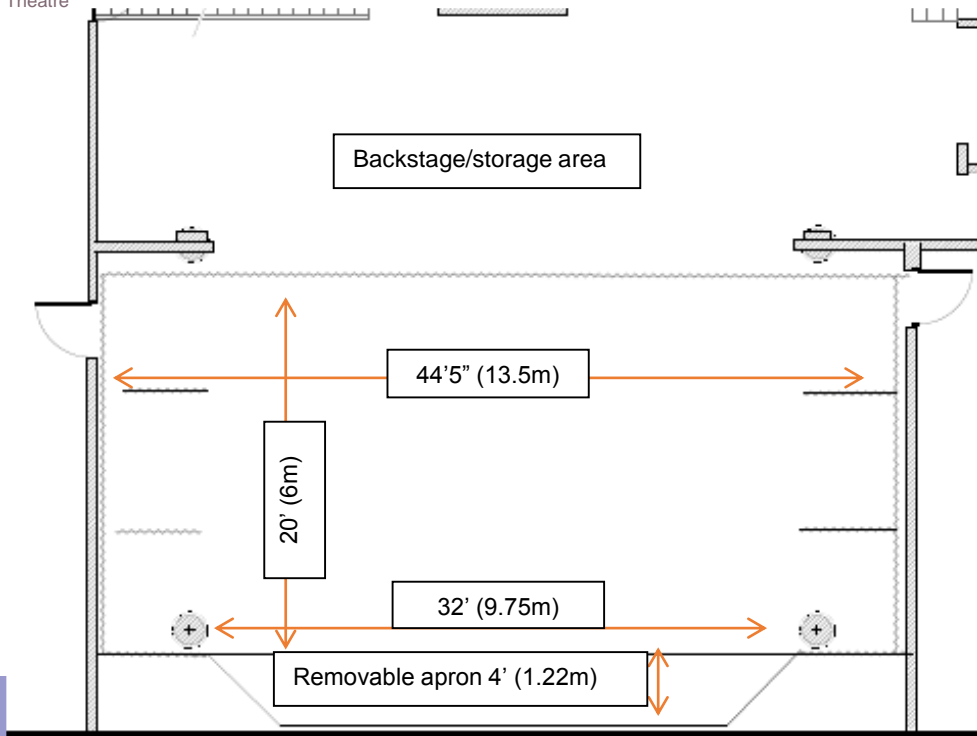 Theatre
Backstage/storage area
44’5” (13.5m)
20’ (6m)
32’ (9.75m)
Removable apron 4’ (1.22m)